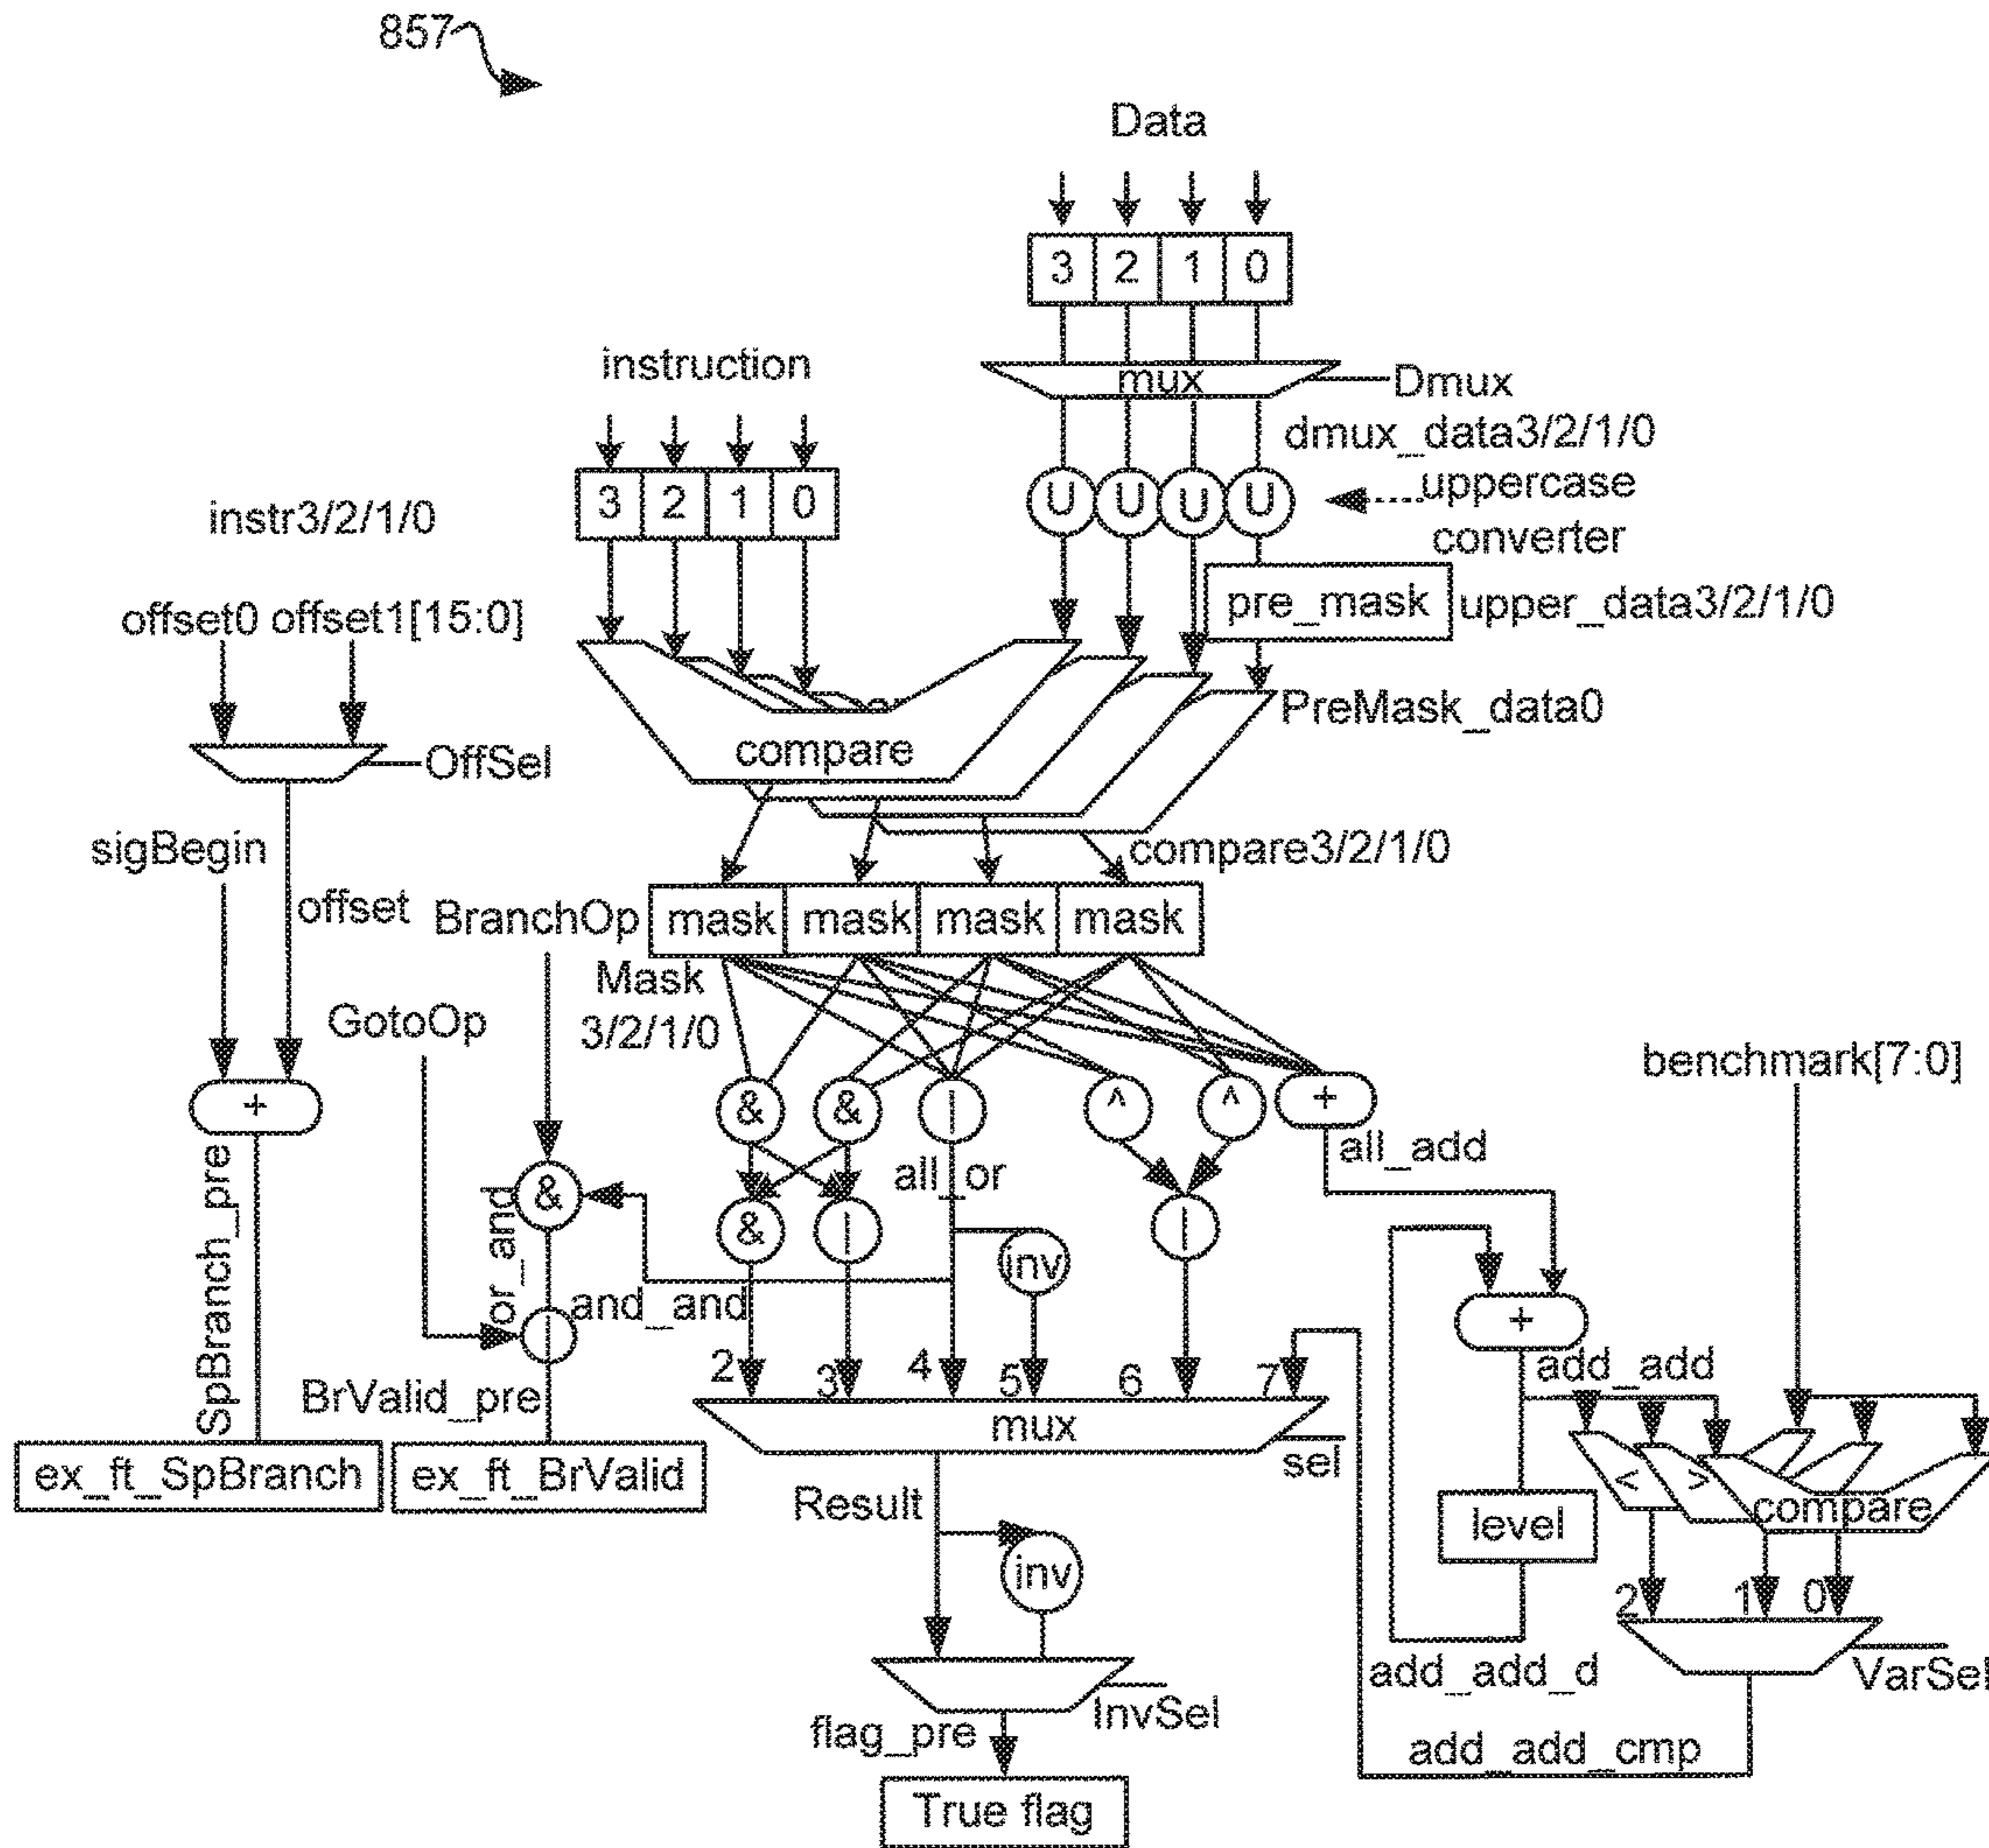 857
Data
3 2 1 0
instruction
mux
Dmux
dmux_data3/2/1/0
3 2 1 0
U U U U
uppercase
converter
instr3/2/1/0
pre_mask
upper_data3/2/1/0
offset0 offset1[15:0]
PreMask_data0
compare
OffSel
sigBegin
compare3/2/1/0
offset
BranchOp
mask mask mask mask
Mask
3/2/1/0
GotoOp
benchmark[7:0]
+
& & | ^ ^ +
all_add
SpBranch_pre
&
or_and
all_or
& | |
inv
and_and
+
add_add
2 3 4 5 6 7
BrValid_pre
mux
sel
ex_ft_SpBranch
ex_ft_BrValid
< >
compare
Result
level
inv
2 1 0
add_add_d
VarSel
InvSel
flag_pre
add_add_cmp
True flag